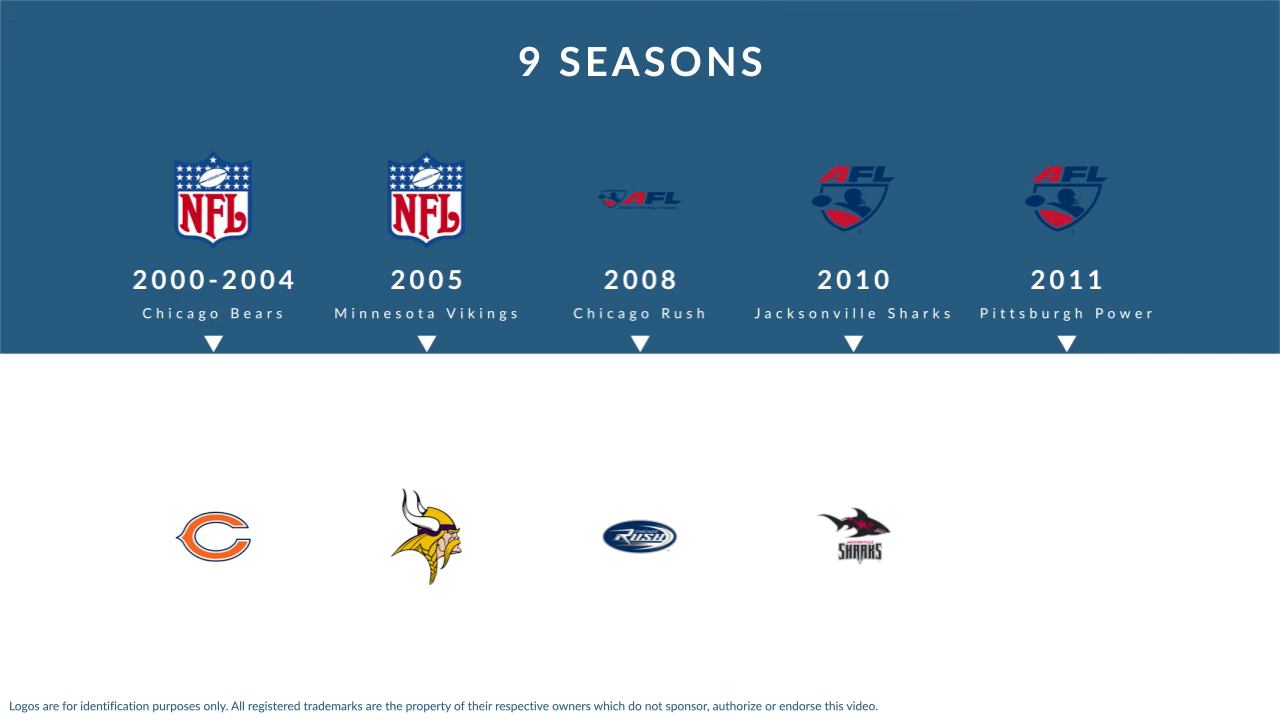 9 SEASONS
NFL NFL AFL AFL AFL
2000-2004 2005 2008 2010 2011
Chicago Bears Minnesota Vikings Chicago Rush Jacksonville Sharks Pittsburgh Power
RUSH
JACKSONVILLE
SHARKS
Logos are for identification purposes only. All registered trademarks are the property of their respective owners which do not sponsor, authorize or endorse this video.